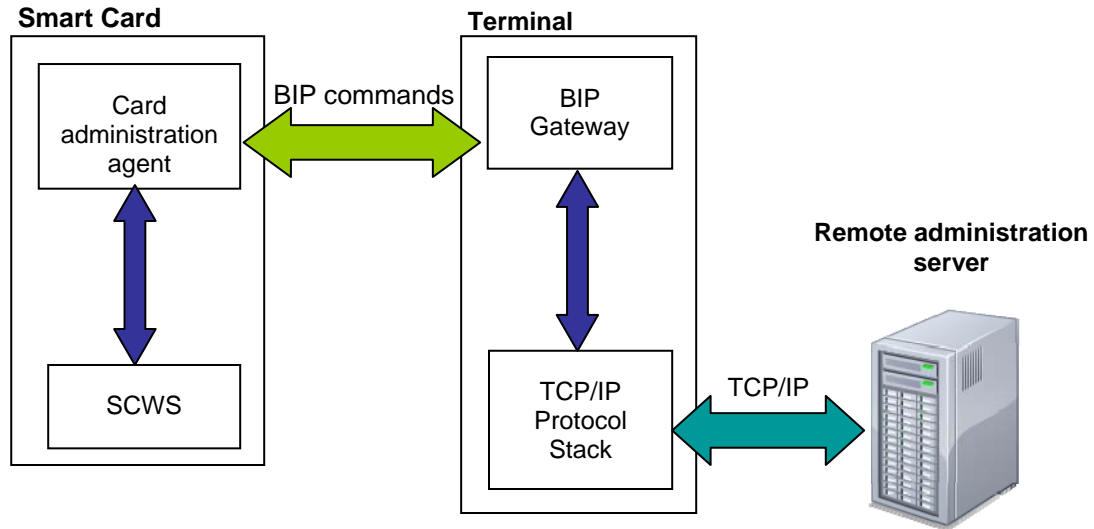 Smart Card
Terminal
Card
administration
agent
BIP commands
BIP
Gateway
Remote administration
server
SCWS
TCP/IP
Protocol
Stack
TCP/IP